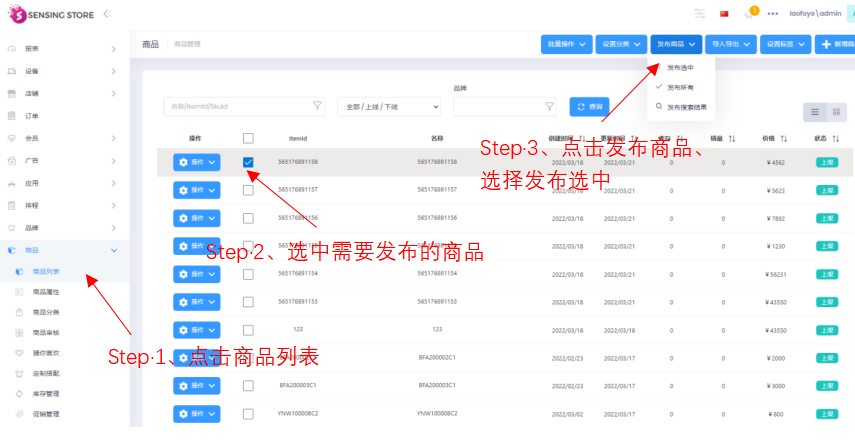 SENSING STORE
laofoye\admin
1
报表
设备
店铺
订单
会员
广告
应用
排程
品牌
商品
商品列表
商品属性
商品分类
商品审核
猜你喜欢
定制搭配
库存管理
促销管理
商品 商品管理
批量操作 设置分类 发布商品 导入导出 设置标签 新增商
发布选中
发布所有
发布搜索结果
品牌
名称/ItemId/SkuId 全部 / 上线 / 下线 查询
操作 ItemId 名称 创建时间 更新时间 销量 价格 状态
操作 565176891158 565176891158 2022/03/18 2022/03/21 0 0 ¥ 4562 上架
操作 565176891157 565176891157 2022/03/18 2022/03/21 0 0 ¥ 5623 上架
操作 565176891156 565176891156 2022/03/18 2022/03/21 0 0 ¥ 7892 上架
操作 2022/03/18 2022/03/21 0 0 ¥ 1230 上架
操作 565176891154 565176891154 2022/03/18 2022/03/21 0 0 ¥ 56231 上架
操作 565176891153 565176891153 2022/03/18 2022/03/21 0 0 ¥ 43550 上架
操作 123 123 2022/03/18 2022/03/18 0 0 ¥ 43550 上架
操作 BFA200002C1 2022/02/23 2022/03/17 0 0 ¥ 2000 上架
操作 BFA200003C1 BFA200003C1 2022/02/23 2022/03/17 0 0 ¥ 3000 上架
操作 YNW100008C2 YNW100008C2 2022/03/02 2022/03/17 0 0 ¥ 800 上架
Step·3、点击发布商品、
选择发布选中
Step·2、选中需要发布的商品
Step·1、点击商品列表